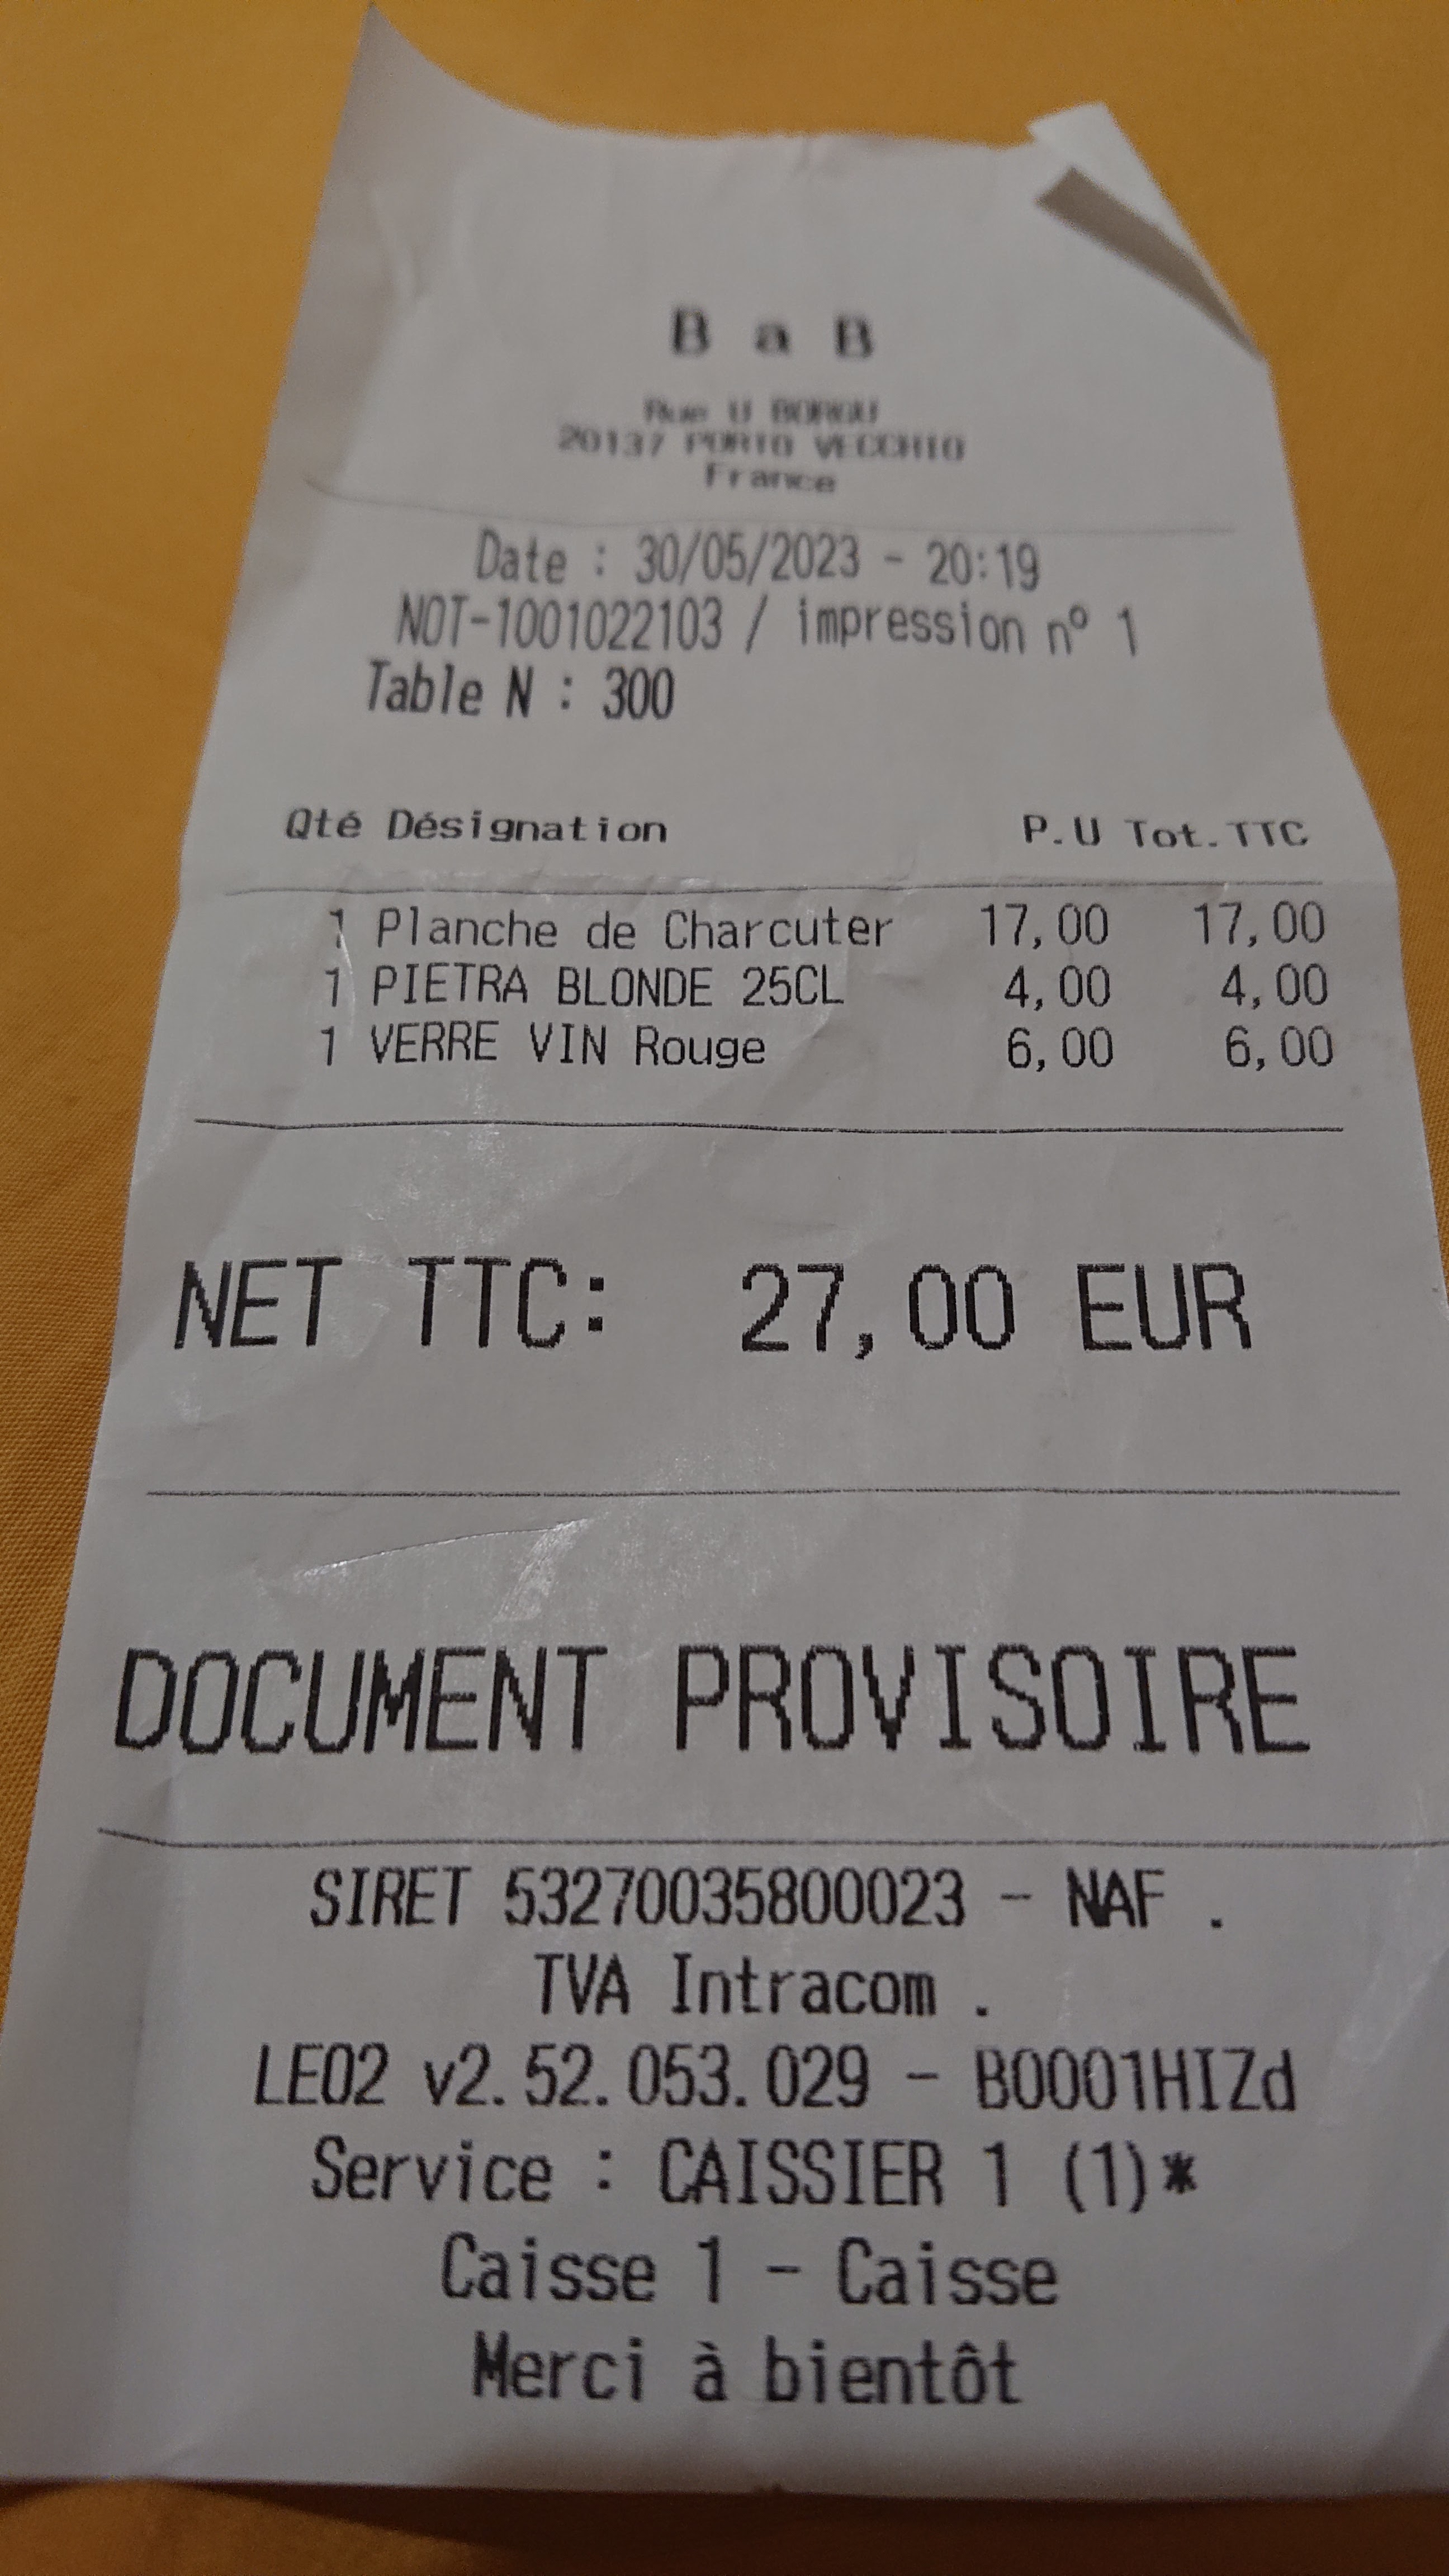 B a B
Rue U BORGU
20137 PORTO VECCHIO
France
Date : 30/05/2023 - 20:19
NOT-1001022103 / impression nº 1
Table N : 300
Qté Désignation P.U Tot.TTC
1 Planche de Charcuter 17,00 17,00
1 PIETRA BLONDE 25CL 4,00 4,00
1 VERRE VIN Rouge 6,00 6,00
NET TTC: 27,00 EUR
DOCUMENT PROVISOIRE
SIRET 53270035800023 - NAF .
TVA Intracom .
LEO2 v2.52.053.029 - B0001HIZd
Service : CAISSIER 1 (1)*
Caisse 1 - Caisse
Merci à bientôt